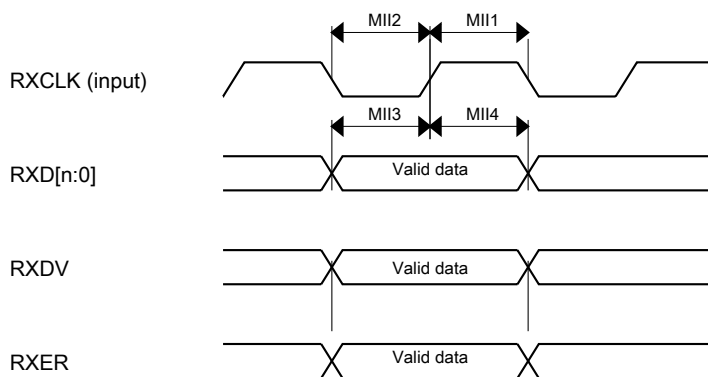 MII2 MII1
RXCLK (input)
MII3 MII4
RXD[n:0] Valid data
RXDV Valid data
RXER Valid data